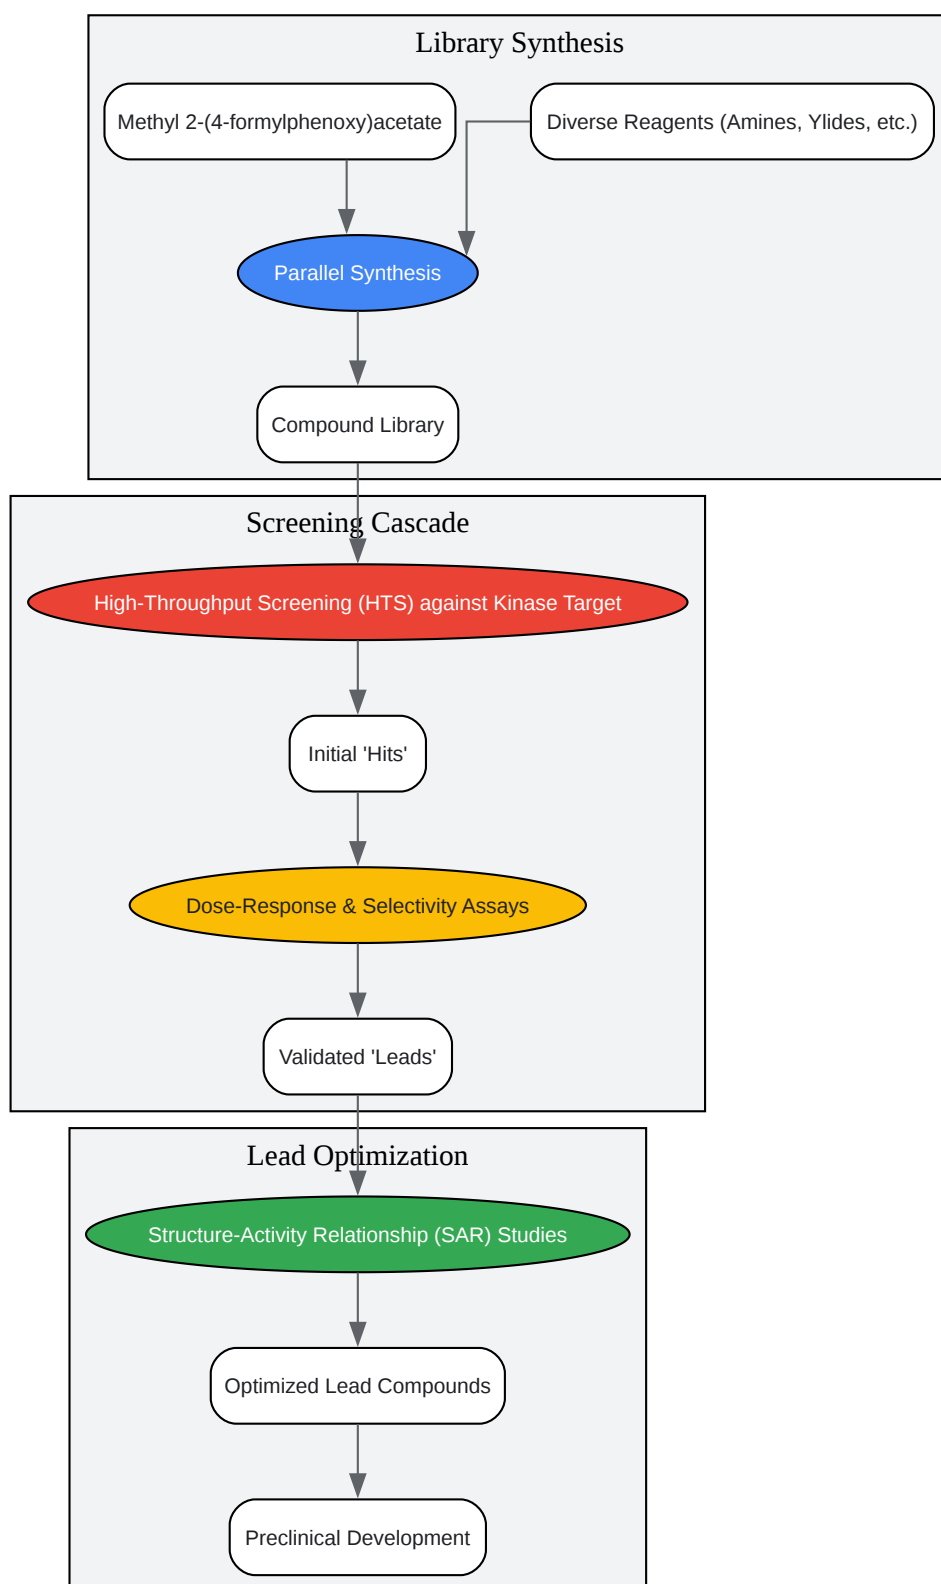 Library Synthesis
Methyl 2-(4-formylphenoxy)acetate
Diverse Reagents (Amines, Ylides, etc.)
Parallel Synthesis
Compound Library
Screening Cascade
High-Throughput Screening (HTS) against Kinase Target
Initial 'Hits'
Dose-Response & Selectivity Assays
Validated 'Leads'
Lead Optimization
Structure-Activity Relationship (SAR) Studies
Optimized Lead Compounds
Preclinical Development